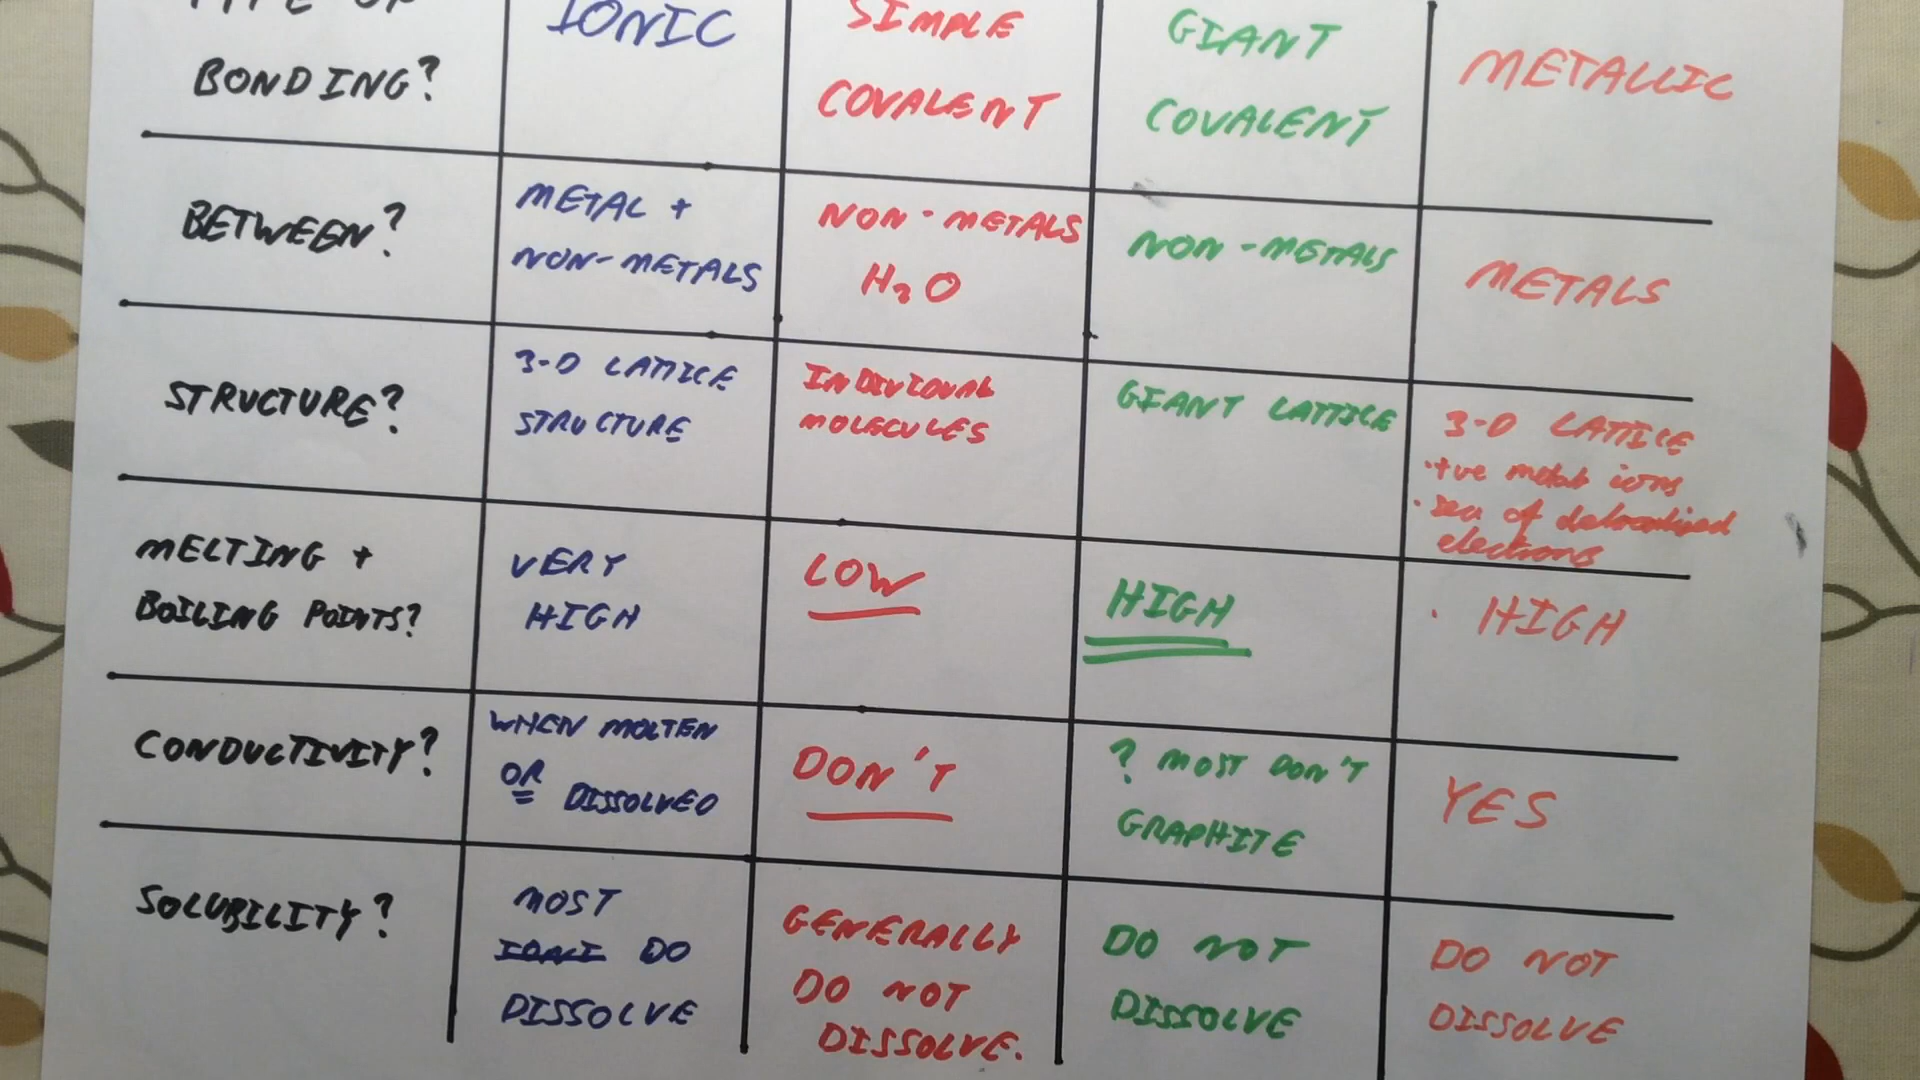 TYPE OF
BONDING?
IONIC
SIMPLE
COVALENT
GIANT
COVALENT
METALLIC
BETWEEN?
METAL +
NON-METALS
NON-METALS
H2O
NON-METALS
METALS
STRUCTURE?
3-D LATTICE
STRUCTURE
INDIVIDUAL
MOLECULES
GIANT LATTICE
3-D LATTICE
·+ve metal ions
·sea of delocalised
electrons
MELTING +
BOILING POINTS?
VERY
HIGH
LOW
HIGH
· HIGH
CONDUCTIVITY?
WHEN MOLTEN
OR DISSOLVED
DON'T
? MOST DON'T
GRAPHITE
YES
SOLUBILITY?
MOST
DO
DISSOLVE
GENERALLY
DO NOT
DISSOLVE.
DO NOT
DISSOLVE
DO NOT
DISSOLVE